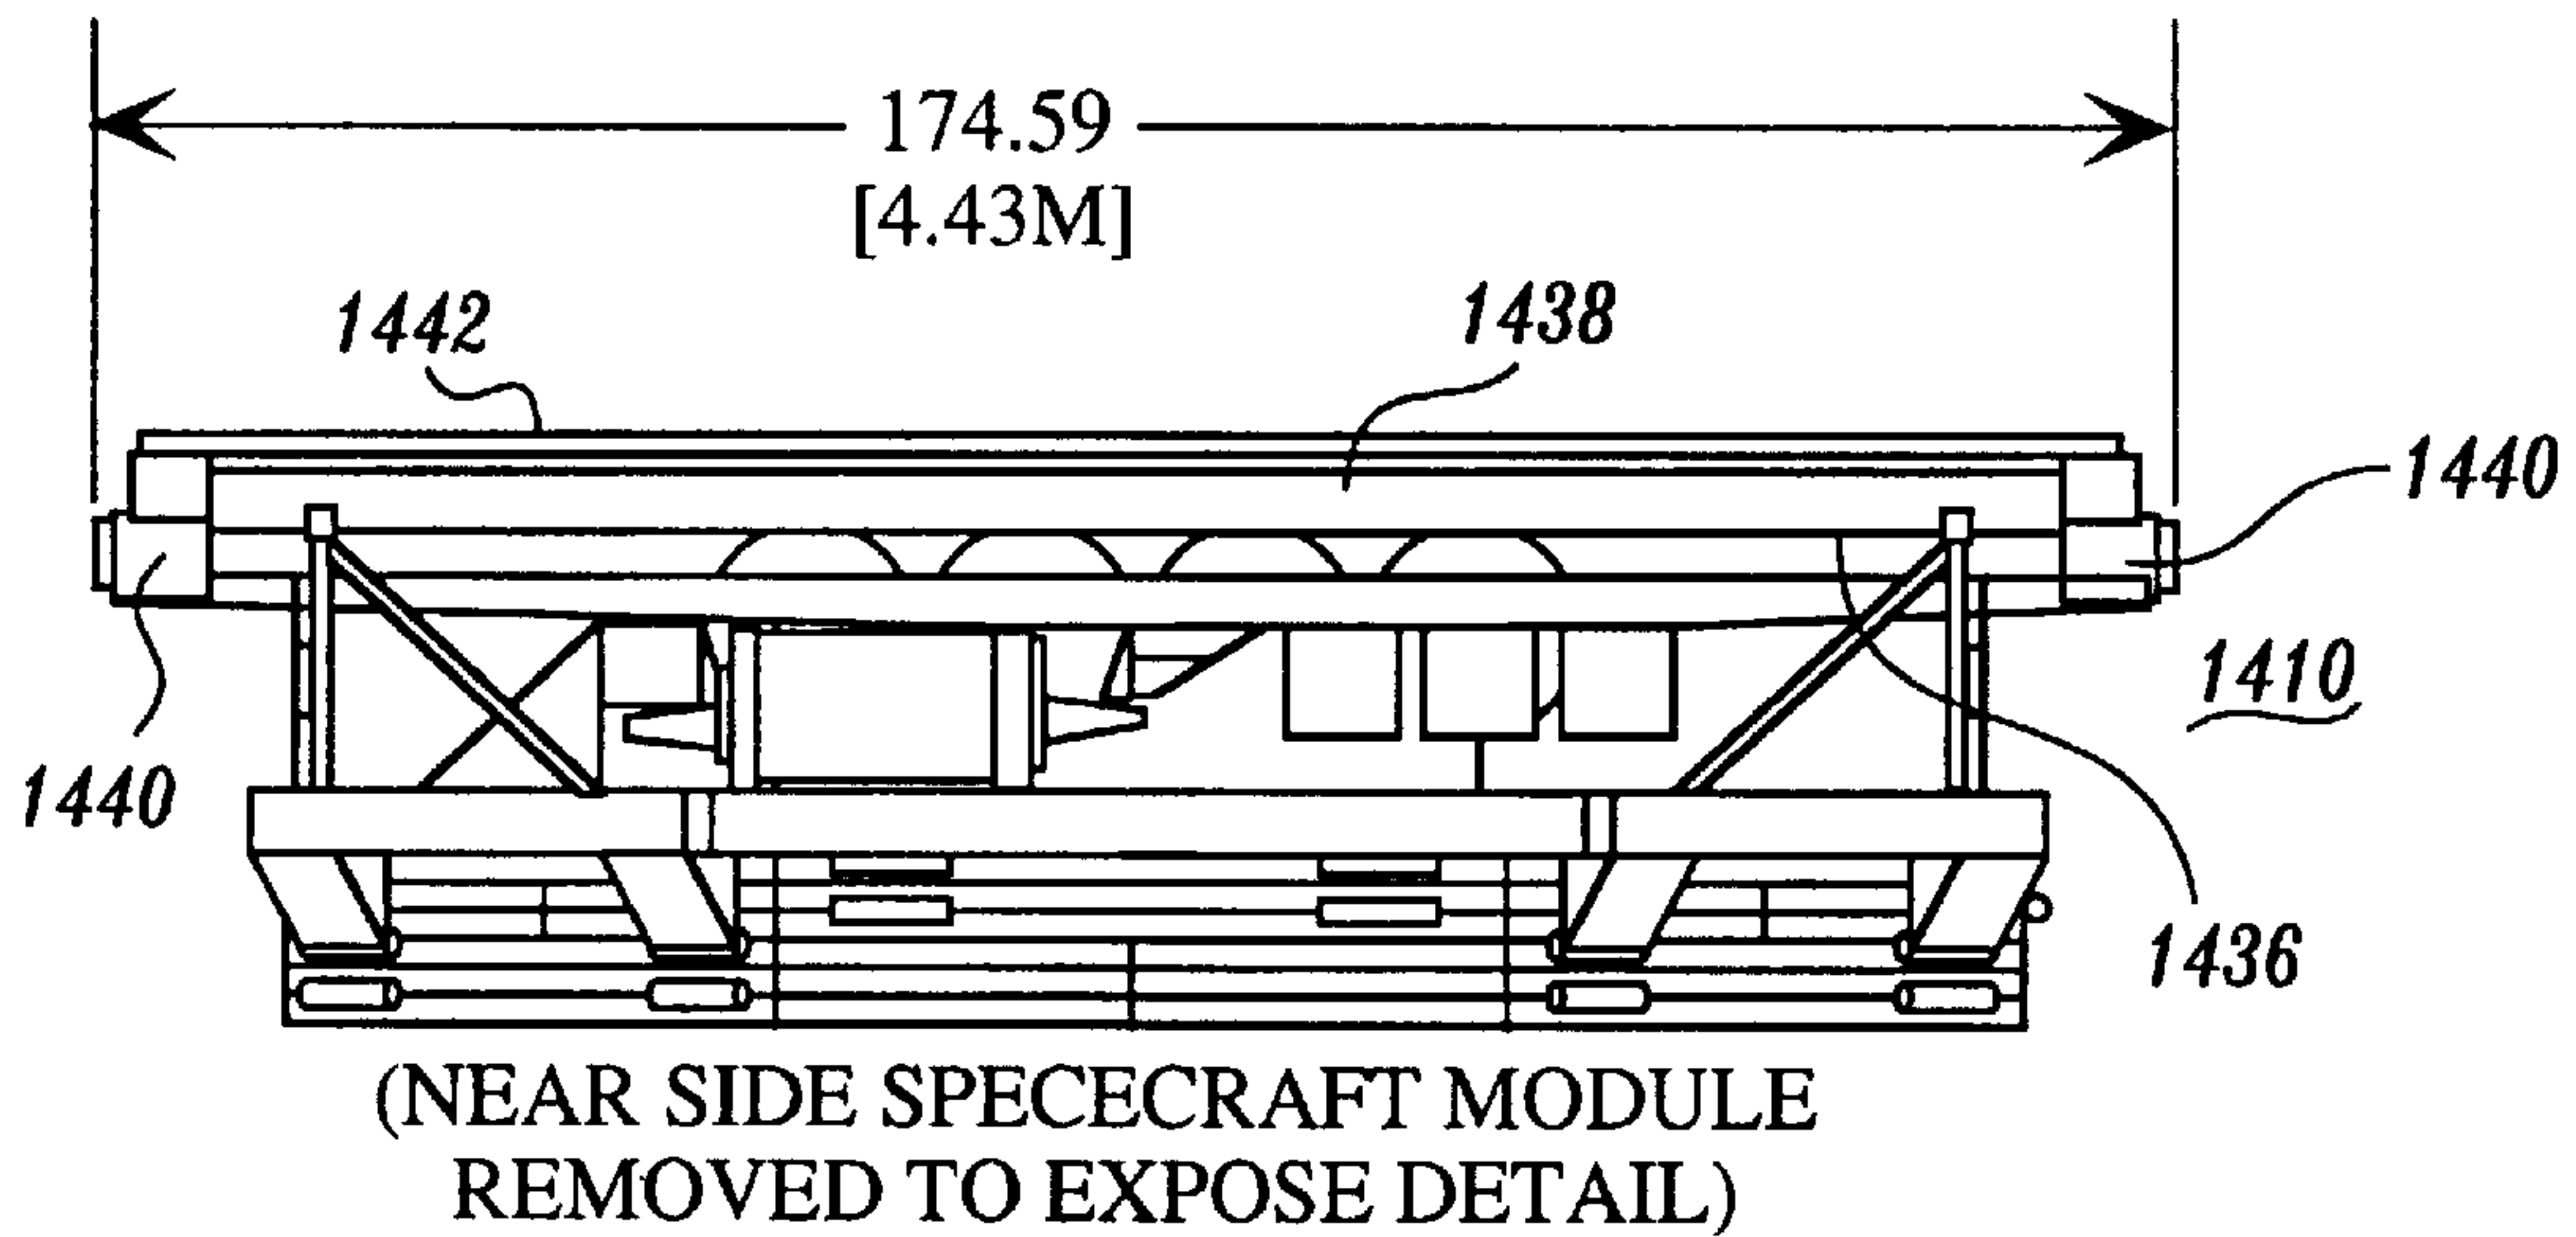 174.59
[4.43M]
1442
1438
1440
1410
1440
1436
(NEAR SIDE SPECECRAFT MODULE
REMOVED TO EXPOSE DETAIL)